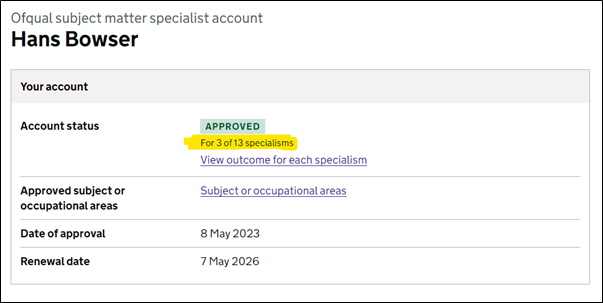 Ofqual subject matter specialist account
Hans Bowser
Your account
Account status
APPROVED
For 3 of 13 specialisms
View outcome for each specialism
Approved subject or
occupational areas
Subject or occupational areas
Date of approval
8 May 2023
Renewal date
7 May 2026